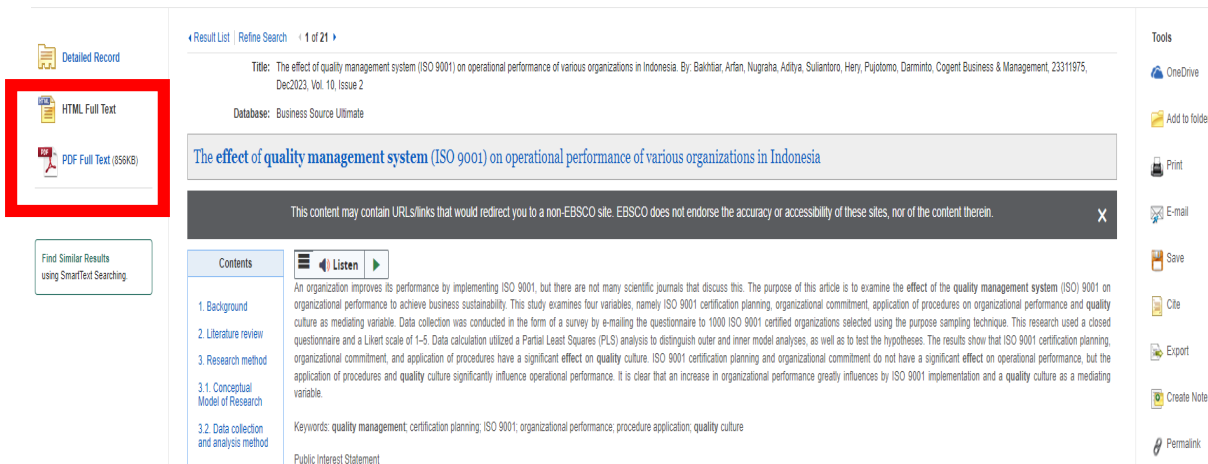 Detailed Record
HTML Full Text
PDF Full Text (856KB)
Find Similar Results
using SmartText Searching.
Result List Refine Search 1 of 21
Title: The effect of quality management system (ISO 9001) on operational performance of various organizations in Indonesia. By: Bakhtiar, Arfan, Nugraha, Aditya, Suliantoro, Hery, Pujotomo, Darminto, Cogent Business & Management, 23311975,
Dec2023, Vol. 10, Issue 2
Database: Business Source Ultimate
The effect of quality management system (ISO 9001) on operational performance of various organizations in Indonesia
This content may contain URLs/links that would redirect you to a non-EBSCO site. EBSCO does not endorse the accuracy or accessibility of these sites, nor of the content therein. X
Contents
1. Background
2. Literature review
3. Research method
3.1. Conceptual
Model of Research
3.2. Data collection
and analysis method
Listen
An organization improves its performance by implementing ISO 9001, but there are not many scientific journals that discuss this. The purpose of this article is to examine the effect of the quality management system (ISO) 9001 on
organizational performance to achieve business sustainability. This study examines four variables, namely ISO 9001 certification planning, organizational commitment, application of procedures on organizational performance and quality
culture as mediating variable. Data collection was conducted in the form of a survey by e-mailing the questionnaire to 1000 ISO 9001 certified organizations selected using the purpose sampling technique. This research used a closed
questionnaire and a Likert scale of 1–5. Data calculation utilized a Partial Least Squares (PLS) analysis to distinguish outer and inner model analyses, as well as to test the hypotheses. The results show that ISO 9001 certification planning,
organizational commitment, and application of procedures have a significant effect on quality culture. ISO 9001 certification planning and organizational commitment do not have a significant effect on operational performance, but the
application of procedures and quality culture significantly influence operational performance. It is clear that an increase in organizational performance greatly influences by ISO 9001 implementation and a quality culture as a mediating
variable.
Keywords: quality management; certification planning; ISO 9001; organizational performance; procedure application; quality culture
Public Interest Statement
Tools
OneDrive
Add to folde
Print
E-mail
Save
Cite
Export
Create Note
Permalink